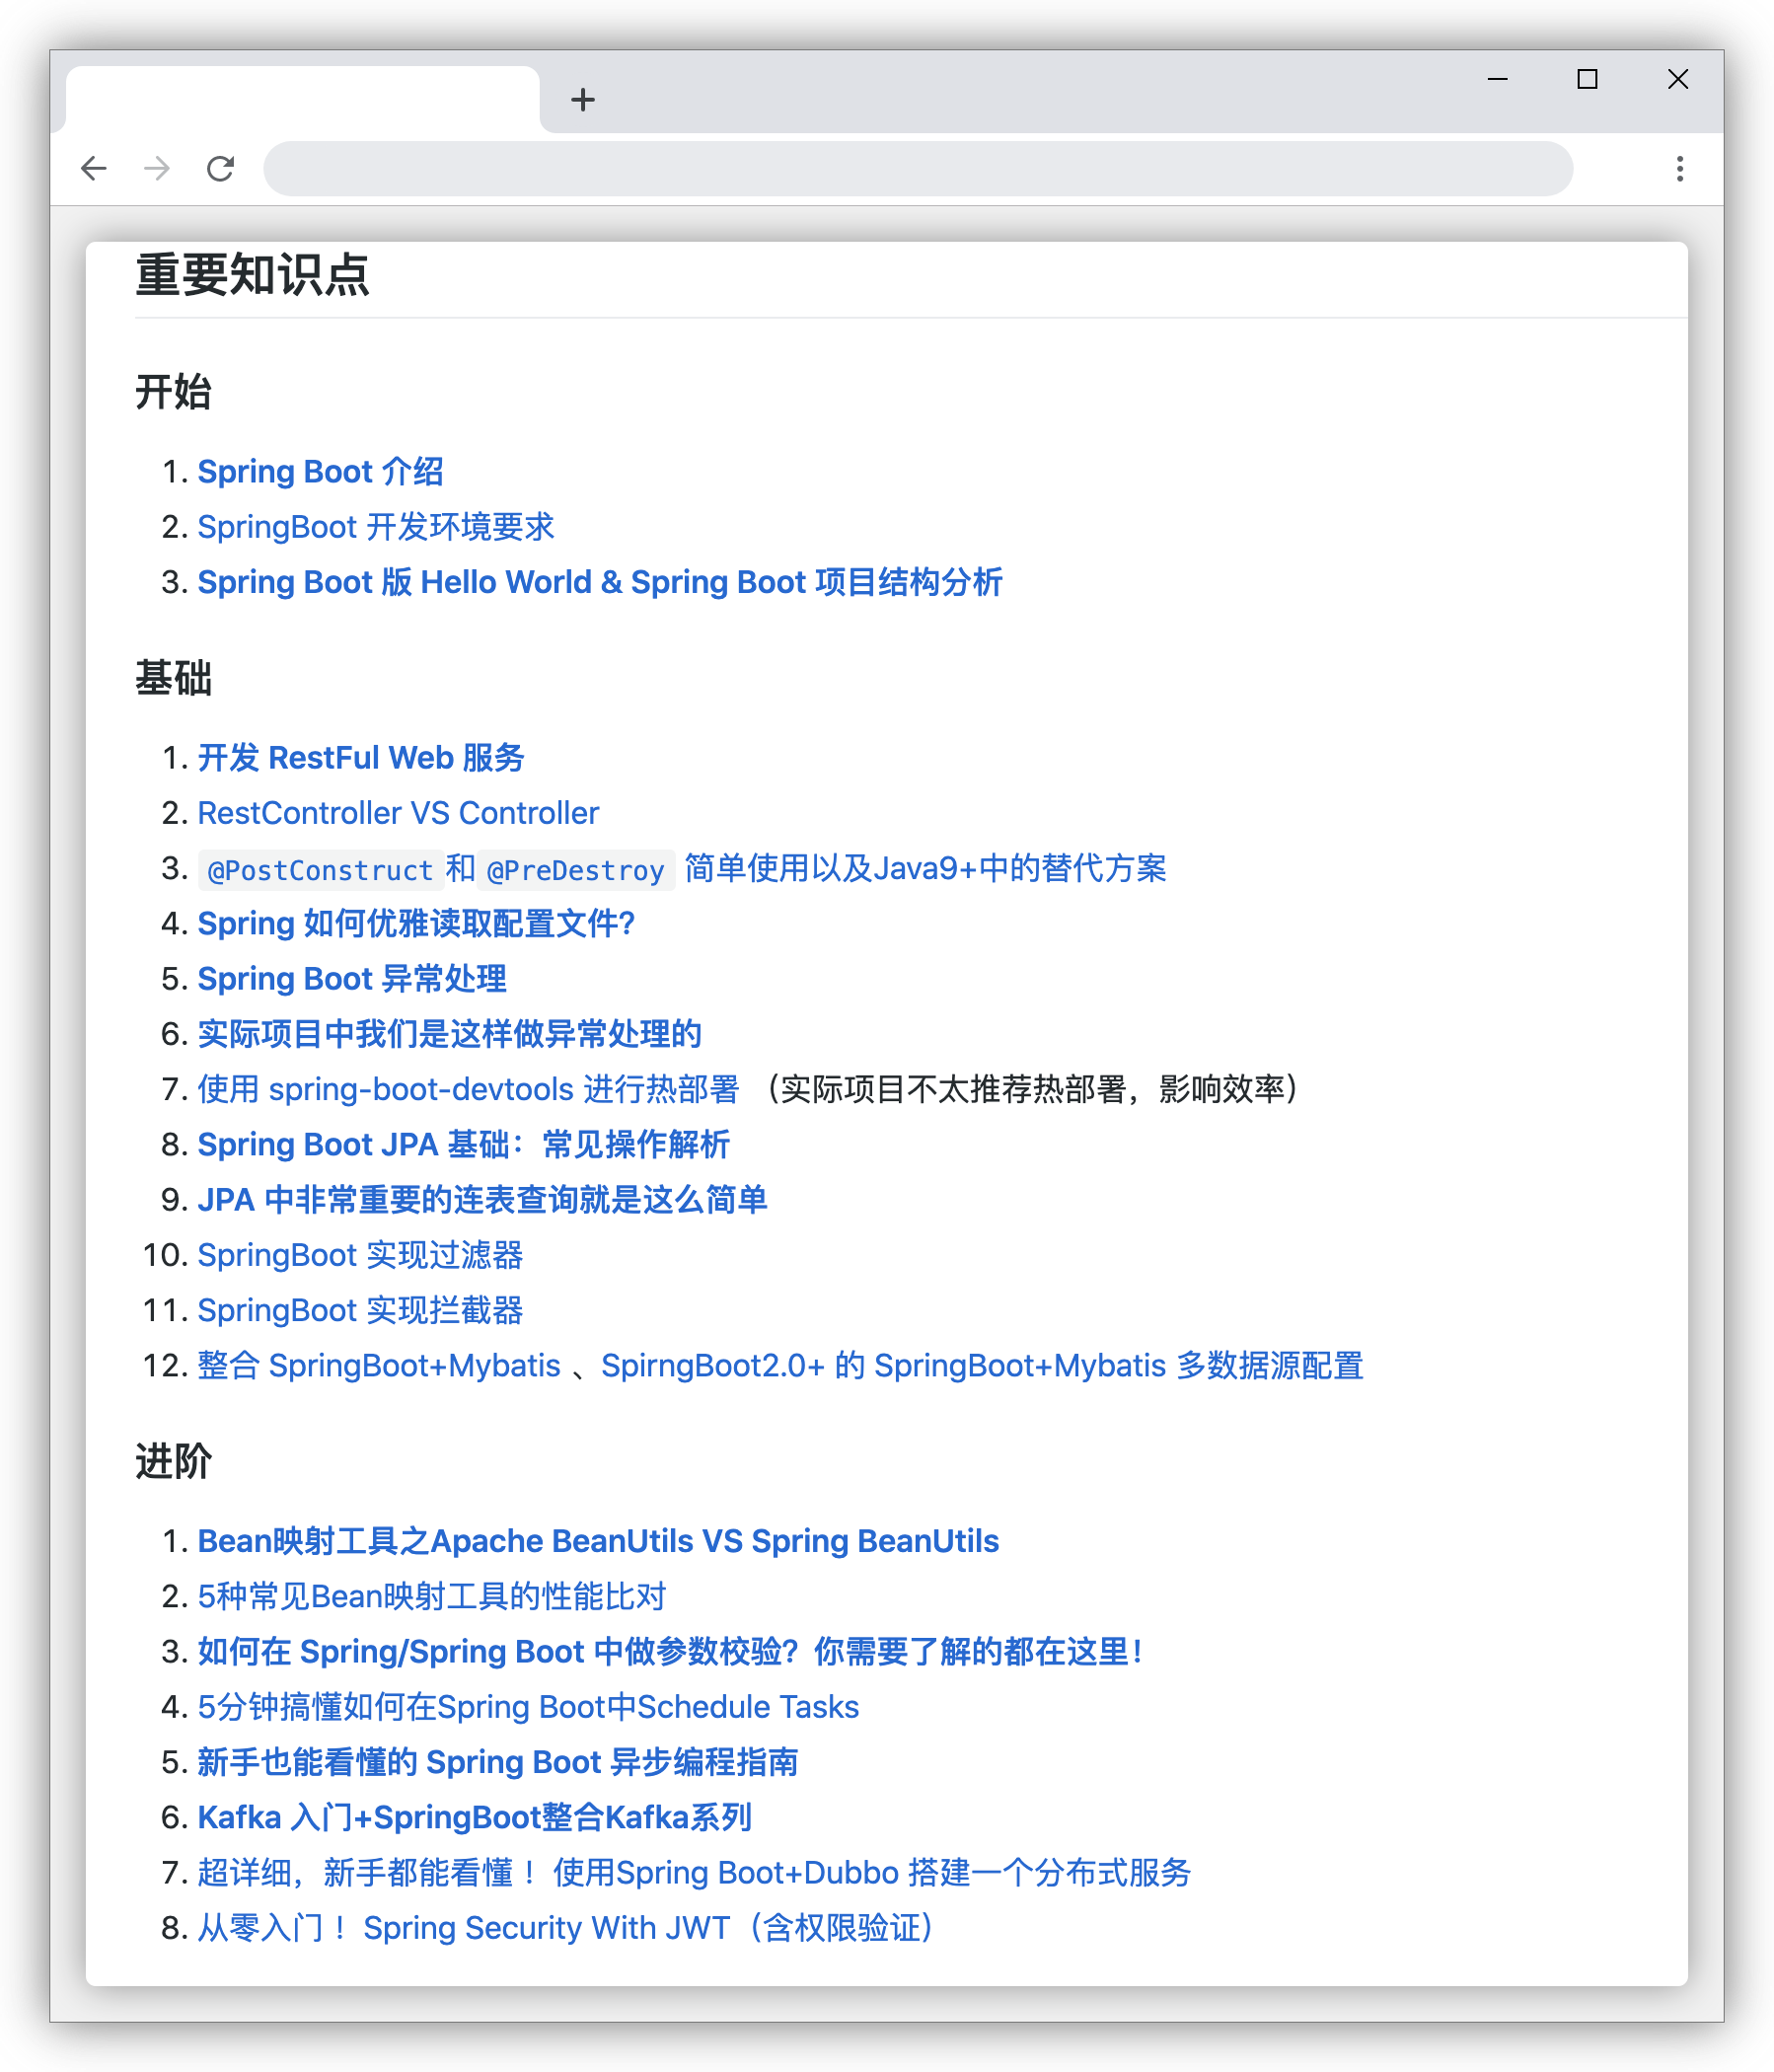 重要知识点
开始
1. Spring Boot 介绍
2. SpringBoot 开发环境要求
3. Spring Boot 版 Hello World & Spring Boot 项目结构分析
基础
1. 开发 RestFul Web 服务
2. RestController VS Controller
3. @PostConstruct和@PreDestroy 简单使用以及Java9+中的替代方案
4. Spring 如何优雅读取配置文件?
5. Spring Boot 异常处理
6. 实际项目中我们是这样做异常处理的
7. 使用 spring-boot-devtools 进行热部署 （实际项目不太推荐热部署，影响效率）
8. Spring Boot JPA 基础：常见操作解析
9. JPA 中非常重要的连表查询就是这么简单
10. SpringBoot 实现过滤器
11. SpringBoot 实现拦截器
12. 整合 SpringBoot+Mybatis 、SpirngBoot2.0+ 的 SpringBoot+Mybatis 多数据源配置
进阶
1. Bean映射工具之Apache BeanUtils VS Spring BeanUtils
2. 5种常见Bean映射工具的性能比对
3. 如何在 Spring/Spring Boot 中做参数校验？你需要了解的都在这里！
4. 5分钟搞懂如何在Spring Boot中Schedule Tasks
5. 新手也能看懂的 Spring Boot 异步编程指南
6. Kafka 入门+SpringBoot整合Kafka系列
7. 超详细，新手都能看懂 ！使用Spring Boot+Dubbo 搭建一个分布式服务
8. 从零入门 ！Spring Security With JWT（含权限验证）